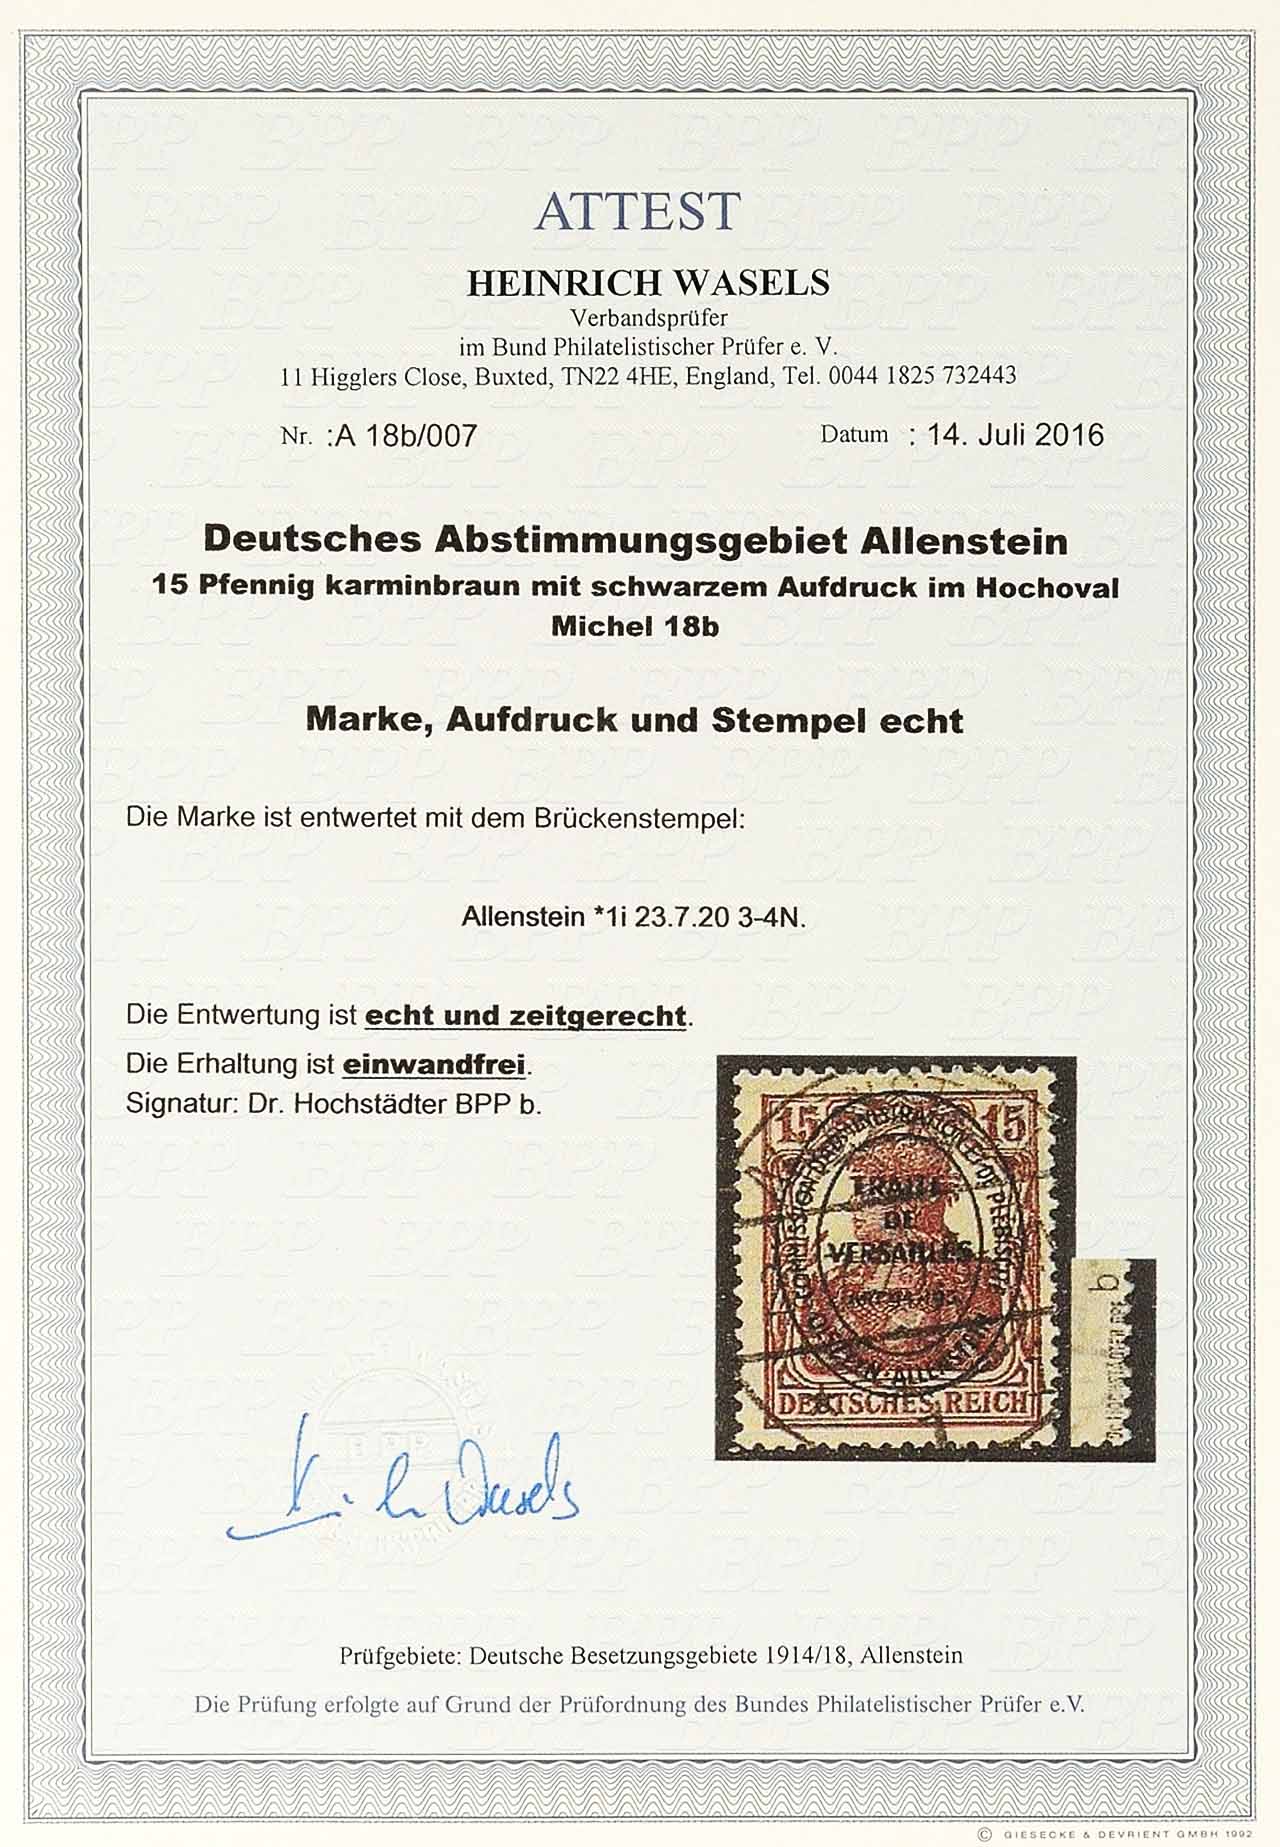 ATTEST
HEINRICH WASELS
Verbandsprüfer
im Bund Philatelistischer Prüfer e. V.
11 Higglers Close, Buxted, TN22 4HE, England, Tel. 0044 1825 732443
Nr. :A 18b/007 Datum : 14. Juli 2016
Deutsches Abstimmungsgebiet Allenstein
15 Pfennig karminbraun mit schwarzem Aufdruck im Hochoval
Michel 18b
Marke, Aufdruck und Stempel echt
Die Marke ist entwertet mit dem Brückenstempel:
Allenstein *1i 23.7.20 3-4N.
Die Entwertung ist echt und zeitgerecht.
Die Erhaltung ist einwandfrei.
Signatur: Dr. Hochstädter BPP b.
15 15
TRAITÉ
DE
VERSAILLES
DEUTSCHES REICH
b
BPP
Wasels
Prüfgebiete: Deutsche Besetzungsgebiete 1914/18, Allenstein
Die Prüfung erfolgte auf Grund der Prüfordnung des Bundes Philatelistischer Prüfer e.V.
© GIESECKE & DEVRIENT GMBH 1992